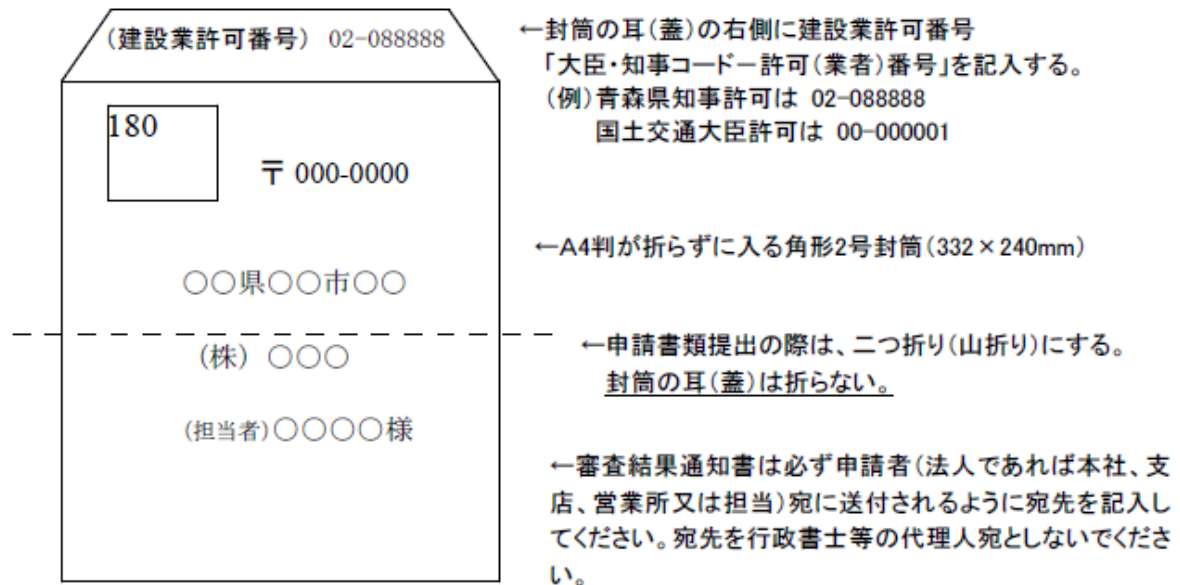 (建設業許可番号) 02-088888
180
〒 000-0000
○○県○○市○○
(株) ○○○
(担当者)○○○○様
←封筒の耳(蓋)の右側に建設業許可番号
「大臣・知事コード－許可(業者)番号」を記入する。
(例)青森県知事許可は 02-088888
国土交通大臣許可は 00-000001
←A4判が折らずに入る角形2号封筒(332×240mm)
←申請書類提出の際は、二つ折り(山折り)にする。
封筒の耳(蓋)は折らない。
←審査結果通知書は必ず申請者(法人であれば本社、支
店、営業所又は担当)宛に送付されるように宛先を記入し
てください。宛先を行政書士等の代理人宛としないでくださ
い。